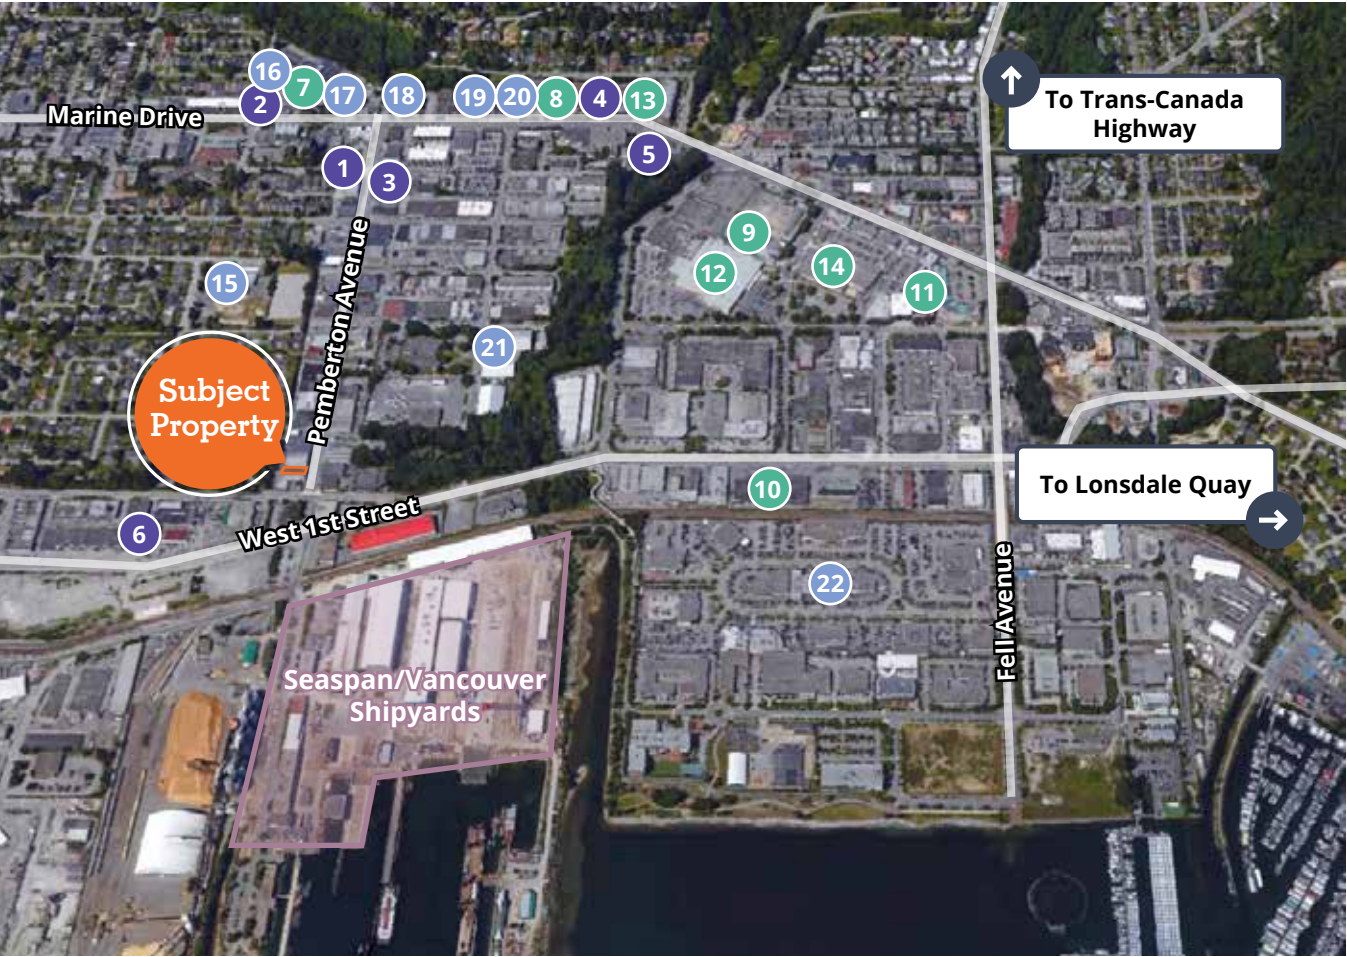 16
7
17
18
19
20
8
4
13
2
Marine Drive
To Trans-Canada
Highway
1
3
5
9
12
14
11
15
Pemberton Avenue
21
Subject
Property
10
To Lonsdale Quay
6
West 1st Street
22
Fell Avenue
Seaspan/Vancouver
Shipyards